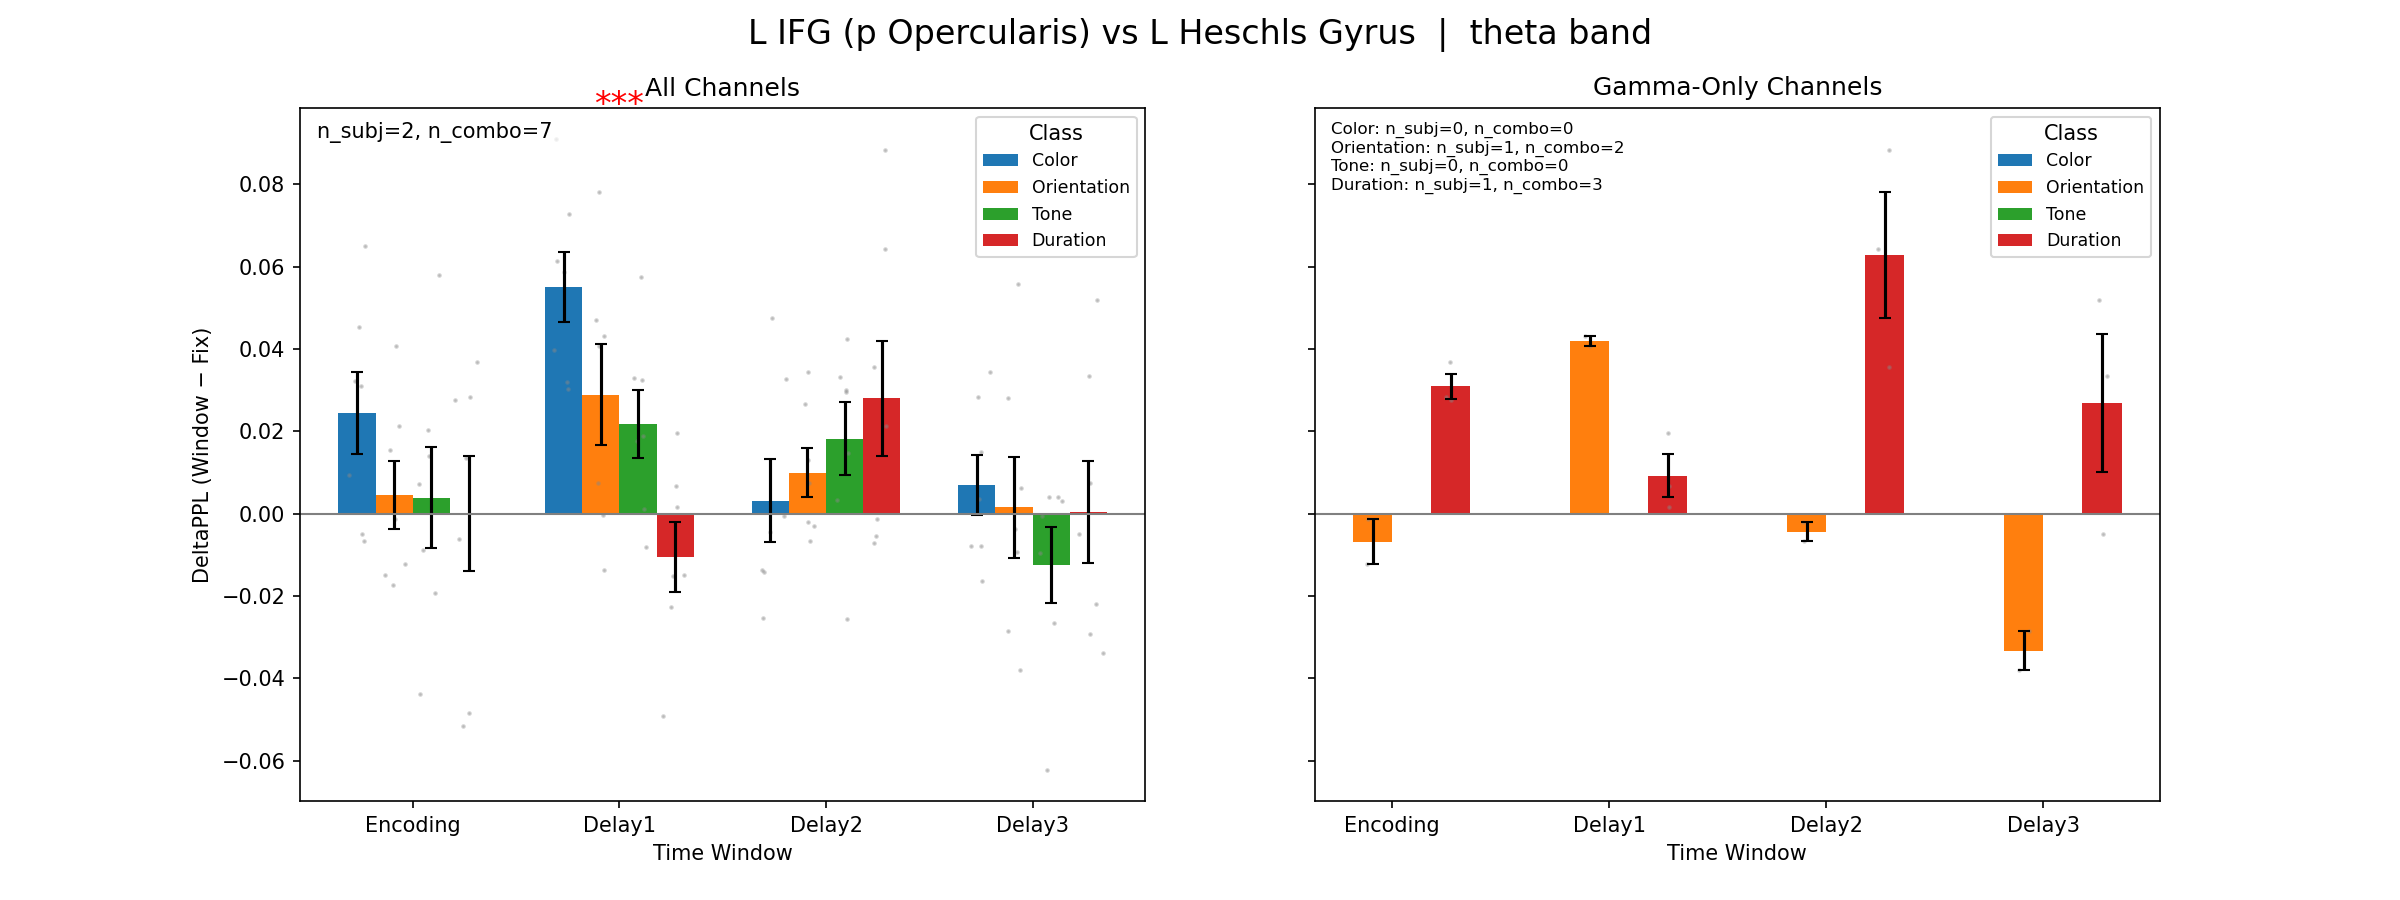 L IFG (p Opercularis) vs L Heschls Gyrus | theta band
All Channels
***
n_subj=2, n_combo=7
Class
Color
Orientation
Tone
Duration
DeltaPPL (Window − Fix)
0.08
0.06
0.04
0.02
0.00
−0.02
−0.04
−0.06
Encoding
Delay1
Delay2
Delay3
Time Window
Gamma-Only Channels
Color: n_subj=0, n_combo=0
Orientation: n_subj=1, n_combo=2
Tone: n_subj=0, n_combo=0
Duration: n_subj=1, n_combo=3
Class
Color
Orientation
Tone
Duration
Encoding
Delay1
Delay2
Delay3
Time Window